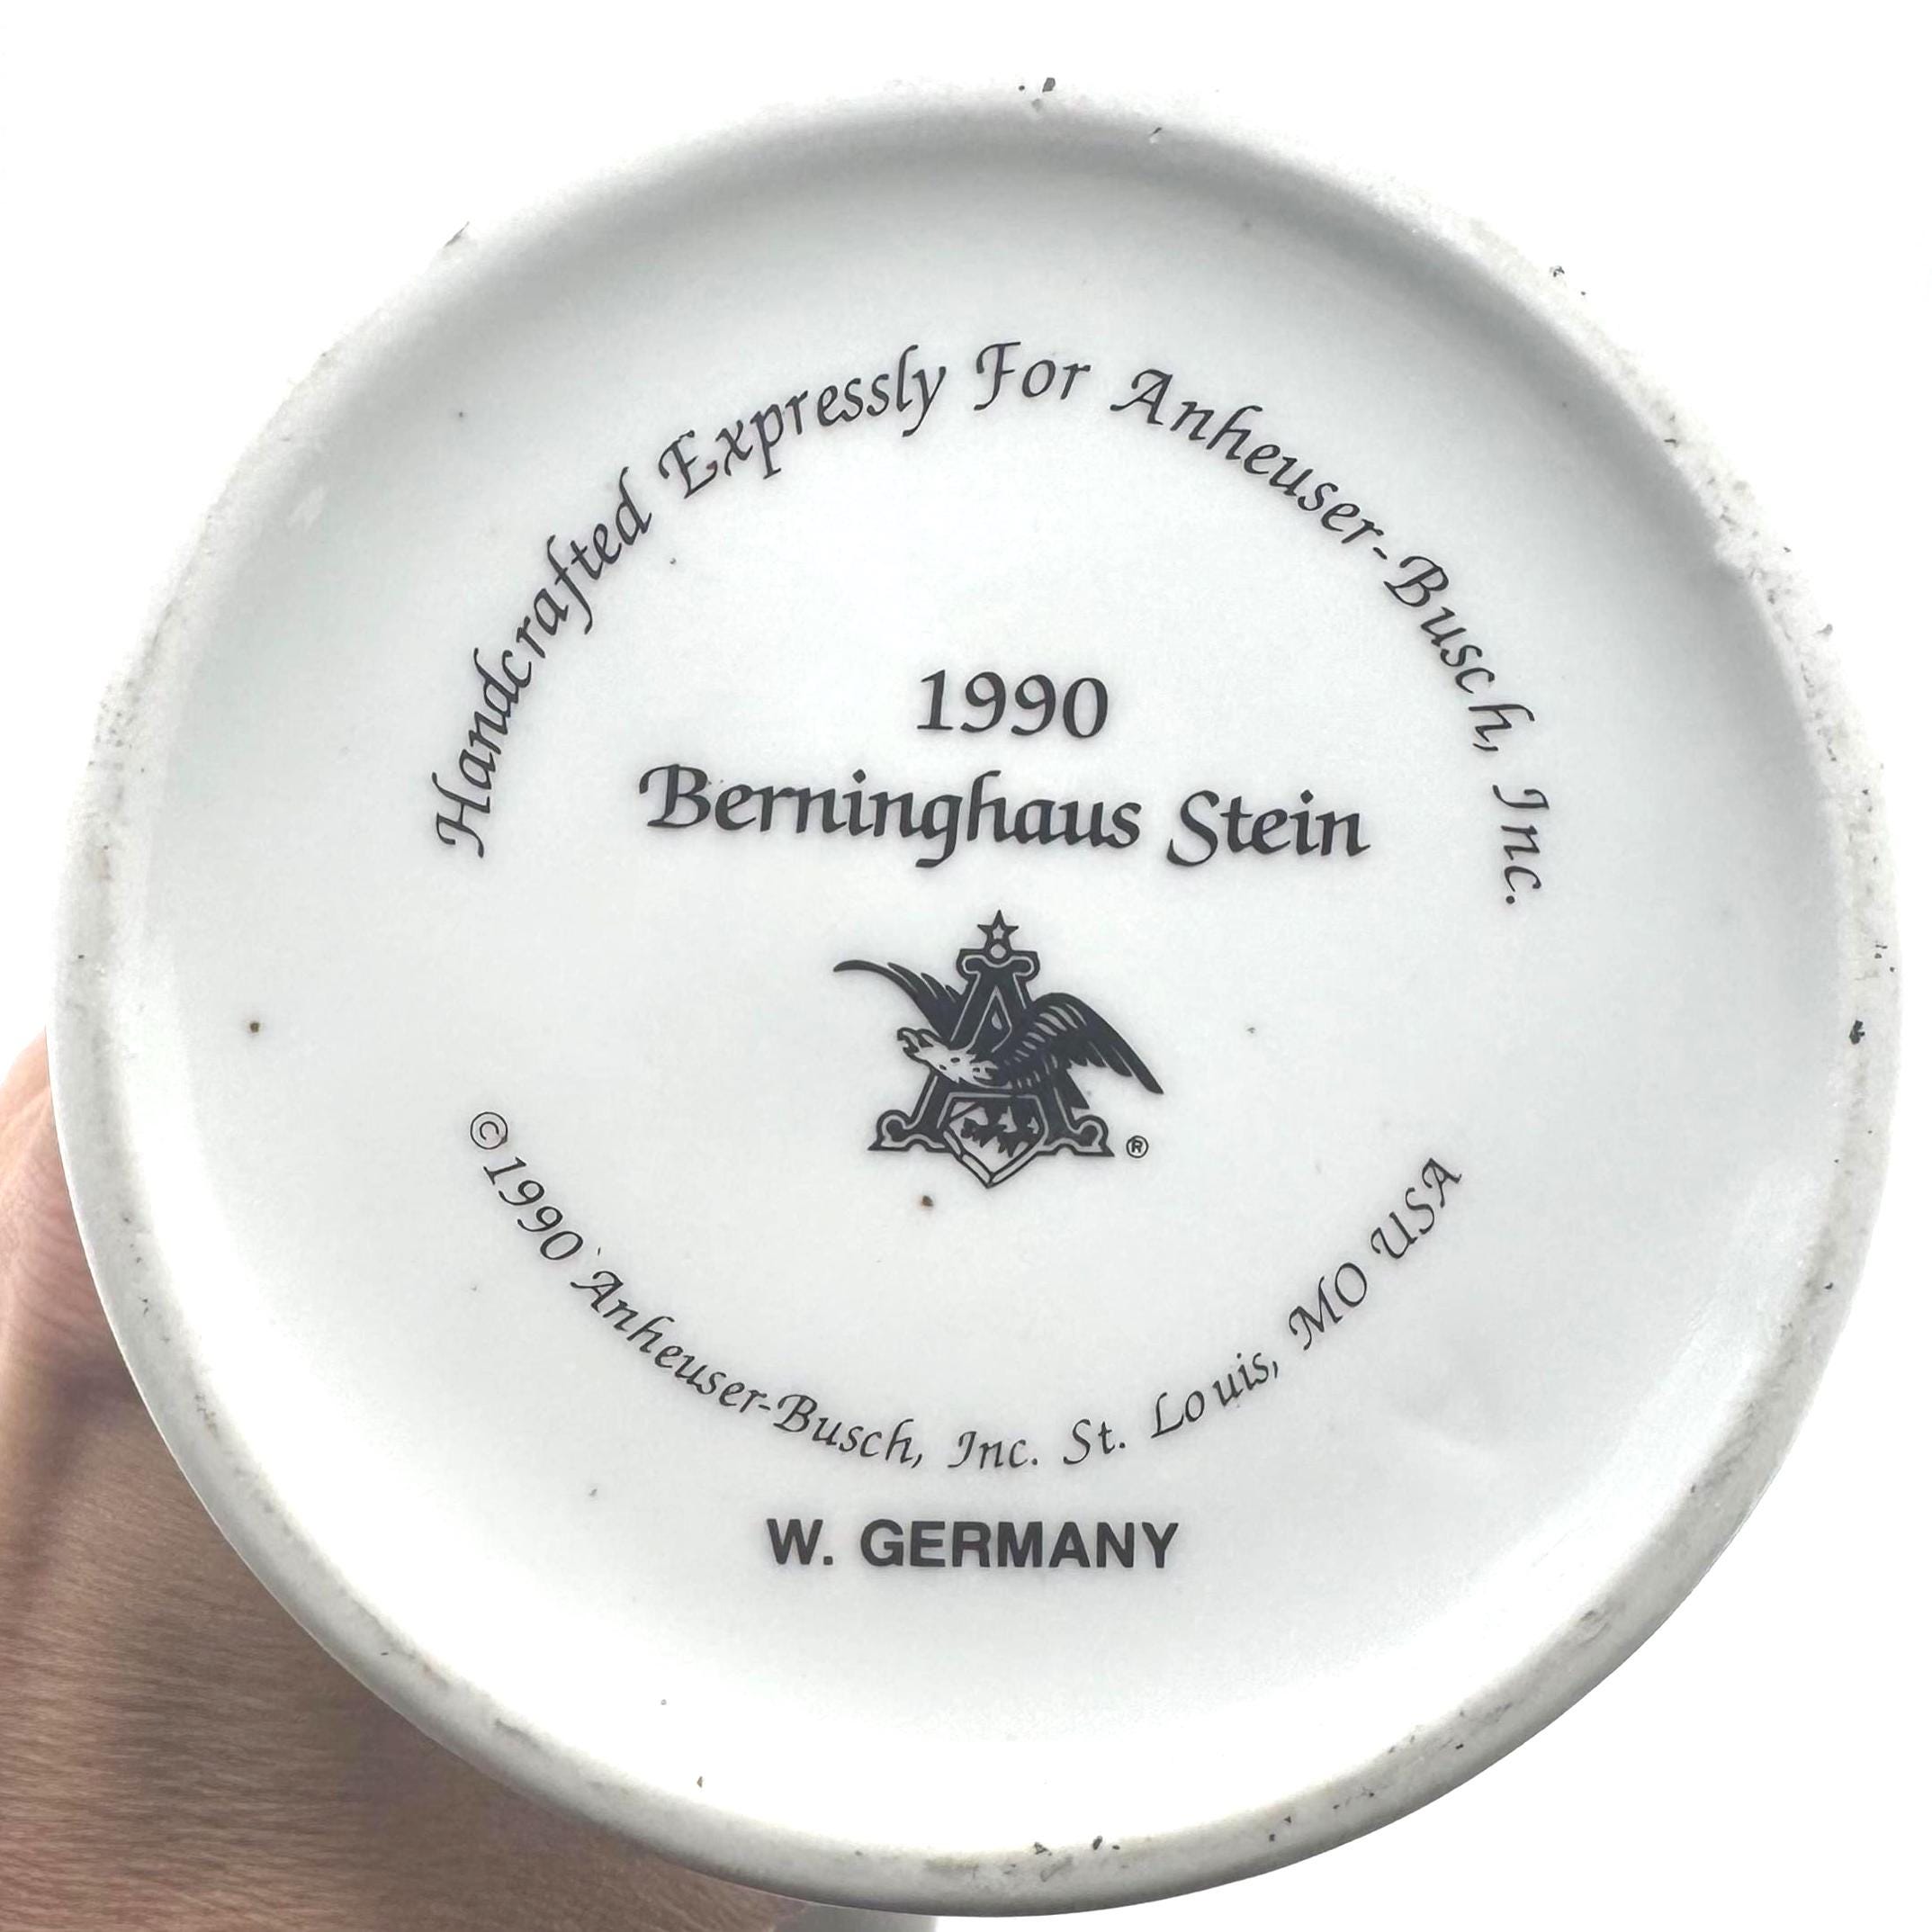 Handcrafted Expressly For Anheuser-Busch, Inc.
1990
Berninghaus Stein
A
®
©1990 Anheuser-Busch, Inc. St. Louis, MO USA
W. GERMANY